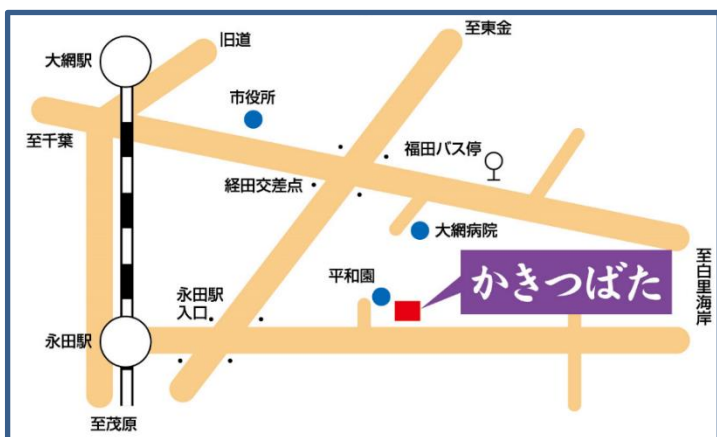 至東金
旧道
大網駅
市役所
至千葉
福田バス停
経田交差点
大網病院
至白里海岸
平和園
かきつばた
永田駅
入口
永田駅
至茂原